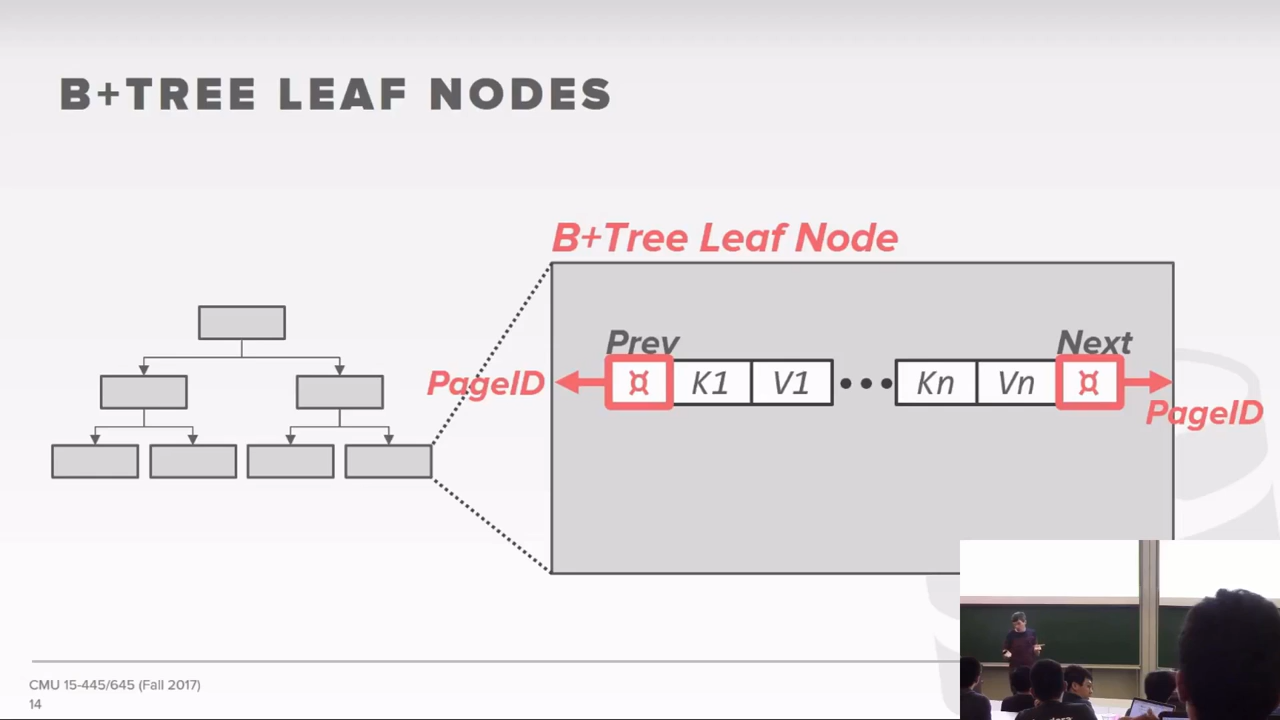 B+TREE LEAF NODES
B+Tree Leaf Node
Prev
Next
PageID
¤ K1 V1 ••• Kn Vn ¤
PageID
CMU 15-445/645 (Fall 2017)
14